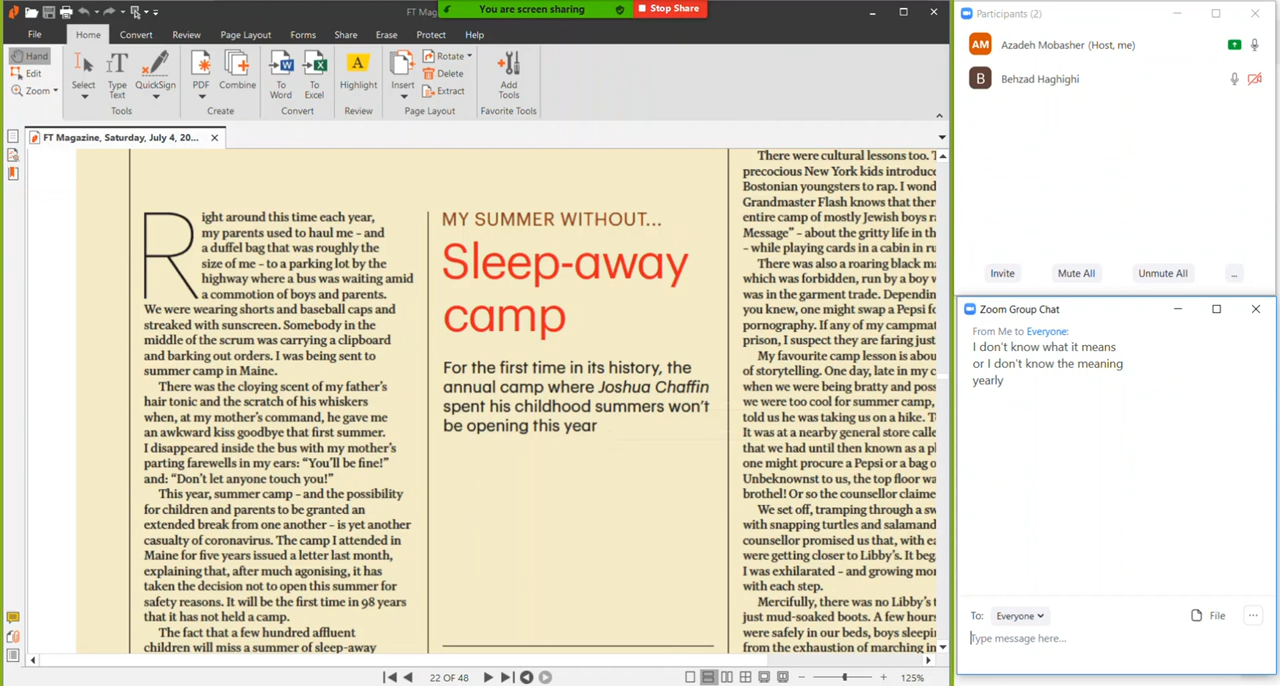 FT Mag
You are screen sharing
Stop Share
File
Home
Convert
Review
Page Layout
Forms
Share
Erase
Protect
Help
Hand
Edit
Zoom
Select
Type
Text
QuickSign
Tools
PDF
Combine
Create
To
Word
To
Excel
Convert
A
Highlight
Review
Insert
Rotate
Delete
Extract
Page Layout
Add
Tools
Favorite Tools
FT Magazine, Saturday, July 4, 20...
Right around this time each year,
my parents used to haul me – and
a duffel bag that was roughly the
size of me – to a parking lot by the
highway where a bus was waiting amid
a commotion of boys and parents.
We were wearing shorts and baseball caps and
streaked with sunscreen. Somebody in the
middle of the scrum was carrying a clipboard
and barking out orders. I was being sent to
summer camp in Maine.
There was the cloying scent of my father's
hair tonic and the scratch of his whiskers
when, at my mother's command, he gave me
an awkward kiss goodbye that first summer.
I disappeared inside the bus with my mother's
parting farewells in my ears: “You'll be fine!”
and: “Don't let anyone touch you!”
This year, summer camp – and the possibility
for children and parents to be granted an
extended break from one another – is yet another
casualty of coronavirus. The camp I attended in
Maine for five years issued a letter last month,
explaining that, after much agonising, it has
taken the decision not to open this summer for
safety reasons. It will be the first time in 98 years
that it has not held a camp.
The fact that a few hundred affluent
children will miss a summer of sleep-away
MY SUMMER WITHOUT...
Sleep-away
camp
For the first time in its history, the
annual camp where Joshua Chaffin
spent his childhood summers won't
be opening this year
There were cultural lessons too.
precocious New York kids introduce
Bostonian youngsters to rap. I wond
Grandmaster Flash knows that ther
entire camp of mostly Jewish boys r
Message” – about the gritty life in th
– while playing cards in a cabin in ru
There was also a roaring black m
which was forbidden, run by a boy w
was in the garment trade. Dependin
you knew, one might swap a Pepsi fo
pornography. If any of my campmat
prison, I suspect they are faring just
My favourite camp lesson is abou
of storytelling. One day, late in my c
when we were being bratty and poss
we were too cool for summer camp,
told us he was taking us on a hike. T
It was at a nearby general store calle
that we had until then known as a pl
one might procure a Pepsi or a bag o
Unbeknownst to us, the top floor wa
brothel! Or so the counsellor claime
We set off, tramping through a sw
with snapping turtles and salamand
counsellor promised us that, with ea
were getting closer to Libby's. It beg
I was exhilarated – and growing mor
with each step.
Mercifully, there was no Libby's t
just mud-soaked boots. A few hours
were safely in our beds, boys sleepin
from the exhaustion of marching in
22 OF 48
125%
Participants (2)
AM
Azadeh Mobasher (Host, me)
B
Behzad Haghighi
Invite
Mute All
Unmute All
...
Zoom Group Chat
From Me to Everyone:
I don't know what it means
or I don't know the meaning
yearly
To:
Everyone
File
...
Type message here...